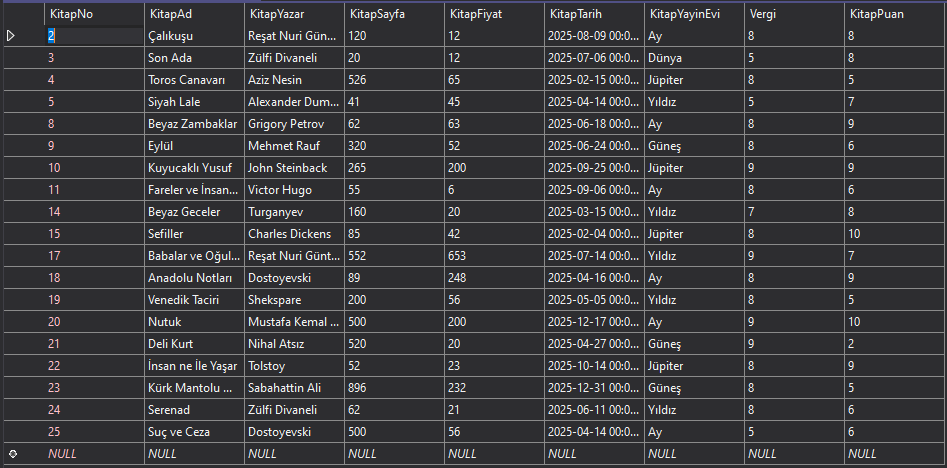 KitapNo KitapAd KitapYazar KitapSayfa KitapFiyat KitapTarih KitapYayinEvi Vergi KitapPuan
2 Çalıkuşu Reşat Nuri Gün... 120 12 2025-08-09 00:0... Ay 8 8
3 Son Ada Zülfi Divaneli 20 12 2025-07-06 00:0... Dünya 5 8
4 Toros Canavarı Aziz Nesin 526 65 2025-02-15 00:0... Jüpiter 8 5
5 Siyah Lale Alexander Dum... 41 45 2025-04-14 00:0... Yıldız 5 7
8 Beyaz Zambaklar Grigory Petrov 62 63 2025-06-18 00:0... Ay 8 9
9 Eylül Mehmet Rauf 320 52 2025-06-24 00:0... Güneş 8 6
10 Kuyucaklı Yusuf John Steinback 265 200 2025-09-25 00:0... Jüpiter 9 9
11 Fareler ve İnsan... Victor Hugo 55 6 2025-09-06 00:0... Ay 8 6
14 Beyaz Geceler Turganyev 160 20 2025-03-15 00:0... Yıldız 7 8
15 Sefiller Charles Dickens 85 42 2025-02-04 00:0... Jüpiter 8 10
17 Babalar ve Oğul... Reşat Nuri Günt... 552 653 2025-07-14 00:0... Yıldız 9 7
18 Anadolu Notları Dostoyevski 89 248 2025-04-16 00:0... Ay 8 9
19 Venedik Taciri Shekspare 200 56 2025-05-05 00:0... Yıldız 8 5
20 Nutuk Mustafa Kemal ... 500 200 2025-12-17 00:0... Ay 9 10
21 Deli Kurt Nihal Atsız 520 20 2025-04-27 00:0... Güneş 9 2
22 İnsan ne İle Yaşar Tolstoy 52 23 2025-10-14 00:0... Jüpiter 8 9
23 Kürk Mantolu ... Sabahattin Ali 896 232 2025-12-31 00:0... Güneş 8 5
24 Serenad Zülfi Divaneli 62 21 2025-06-11 00:0... Yıldız 8 6
25 Suç ve Ceza Dostoyevski 500 56 2025-04-14 00:0... Ay 5 6
NULL NULL NULL NULL NULL NULL NULL NULL NULL